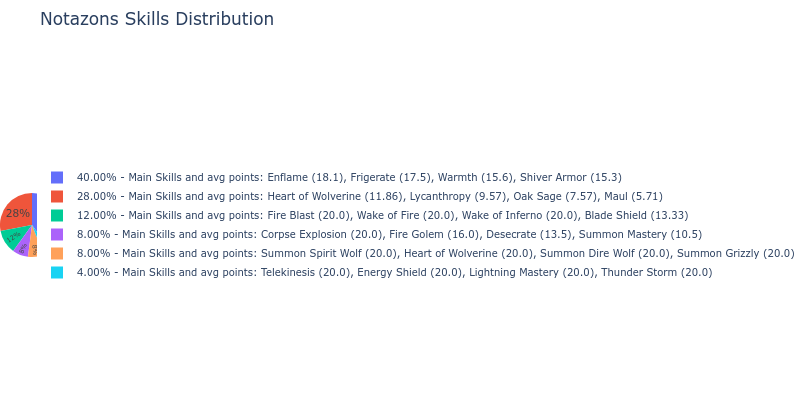 Notazons Skills Distribution
40.00% - Main Skills and avg points: Enflame (18.1), Frigerate (17.5), Warmth (15.6), Shiver Armor (15.3)
28.00% - Main Skills and avg points: Heart of Wolverine (11.86), Lycanthropy (9.57), Oak Sage (7.57), Maul (5.71)
12.00% - Main Skills and avg points: Fire Blast (20.0), Wake of Fire (20.0), Wake of Inferno (20.0), Blade Shield (13.33)
8.00% - Main Skills and avg points: Corpse Explosion (20.0), Fire Golem (16.0), Desecrate (13.5), Summon Mastery (10.5)
8.00% - Main Skills and avg points: Summon Spirit Wolf (20.0), Heart of Wolverine (20.0), Summon Dire Wolf (20.0), Summon Grizzly (20.0)
4.00% - Main Skills and avg points: Telekinesis (20.0), Energy Shield (20.0), Lightning Mastery (20.0), Thunder Storm (20.0)
28%
12%
8%
8%